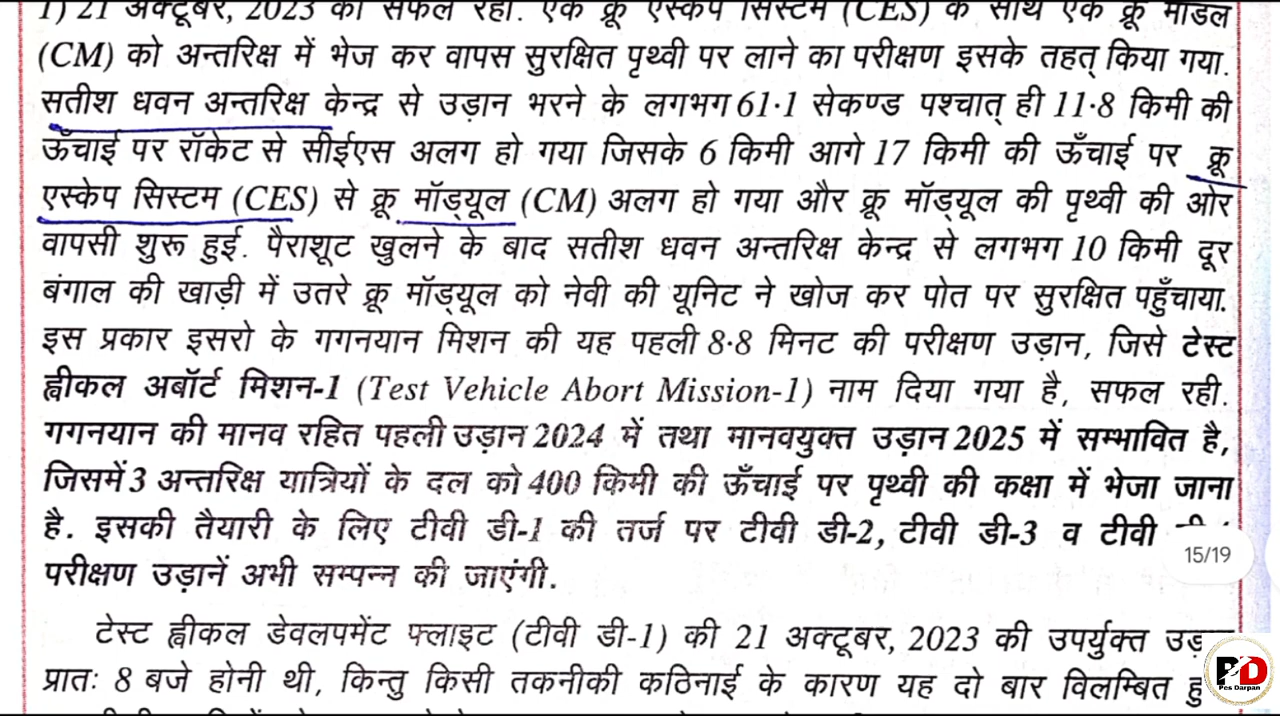 1) 21 अक्टूबर, 2023 को सफल रहा. एक क्रू एस्केप सिस्टम (CES) के साथ एक क्रू मॉडल
(CM) को अन्तरिक्ष में भेज कर वापस सुरक्षित पृथ्वी पर लाने का परीक्षण इसके तहत् किया गया.
सतीश धवन अन्तरिक्ष केन्द्र से उड़ान भरने के लगभग 61·1 सेकण्ड पश्चात् ही 11·8 किमी की
ऊँचाई पर रॉकेट से सीईएस अलग हो गया जिसके 6 किमी आगे 17 किमी की ऊँचाई पर क्रू
एस्केप सिस्टम (CES) से क्रू मॉड्यूल (CM) अलग हो गया और क्रू मॉड्यूल की पृथ्वी की ओर
वापसी शुरू हुई. पैराशूट खुलने के बाद सतीश धवन अन्तरिक्ष केन्द्र से लगभग 10 किमी दूर
बंगाल की खाड़ी में उतरे क्रू मॉड्यूल को नेवी की यूनिट ने खोज कर पोत पर सुरक्षित पहुँचाया.
इस प्रकार इसरो के गगनयान मिशन की यह पहली 8·8 मिनट की परीक्षण उड़ान, जिसे टेस्ट
ह्वीकल अबॉर्ट मिशन-1 (Test Vehicle Abort Mission-1) नाम दिया गया है, सफल रही.
गगनयान की मानव रहित पहली उड़ान 2024 में तथा मानवयुक्त उड़ान 2025 में सम्भावित है,
जिसमें 3 अन्तरिक्ष यात्रियों के दल को 400 किमी की ऊँचाई पर पृथ्वी की कक्षा में भेजा जाना
है. इसकी तैयारी के लिए टीवी डी-1 की तर्ज पर टीवी डी-2, टीवी डी-3 व टीवी
15/19
परीक्षण उड़ानें अभी सम्पन्न की जाएंगी.
टेस्ट ह्वीकल डेवलपमेंट फ्लाइट (टीवी डी-1) की 21 अक्टूबर, 2023 की उपर्युक्त
प्रातः 8 बजे होनी थी, किन्तु किसी तकनीकी कठिनाई के कारण यह दो बार विलम्बित
PD
Pes Darpan